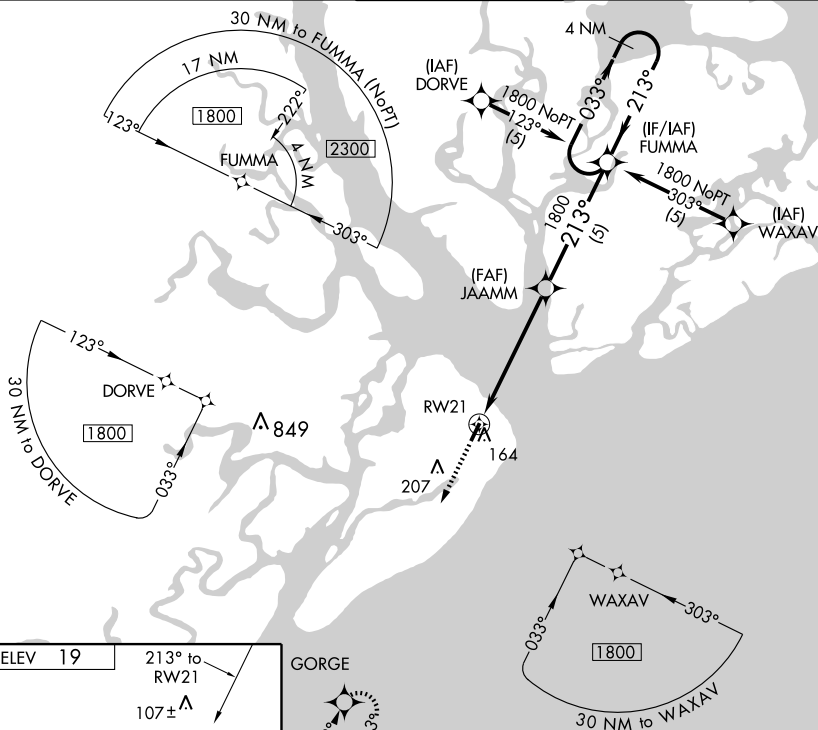 30 NM to FUMMA (NoPT)
17 NM
1800
123°
222°
FUMMA
4 NM
2300
303°
4 NM
(IAF)
DORVE
1800 NoPT
123°
(5)
033°
213°
(IF/IAF)
FUMMA
1800 NoPT
303°
(5)
(IAF)
WAXAV
1800
213°
(5)
(FAF)
JAAMM
123°
DORVE
1800
033°
30 NM to DORVE
849
RW21
164
207
WAXAV
303°
033°
1800
30 NM to WAXAV
ELEV 19
213° to
RW21
107±
GORGE